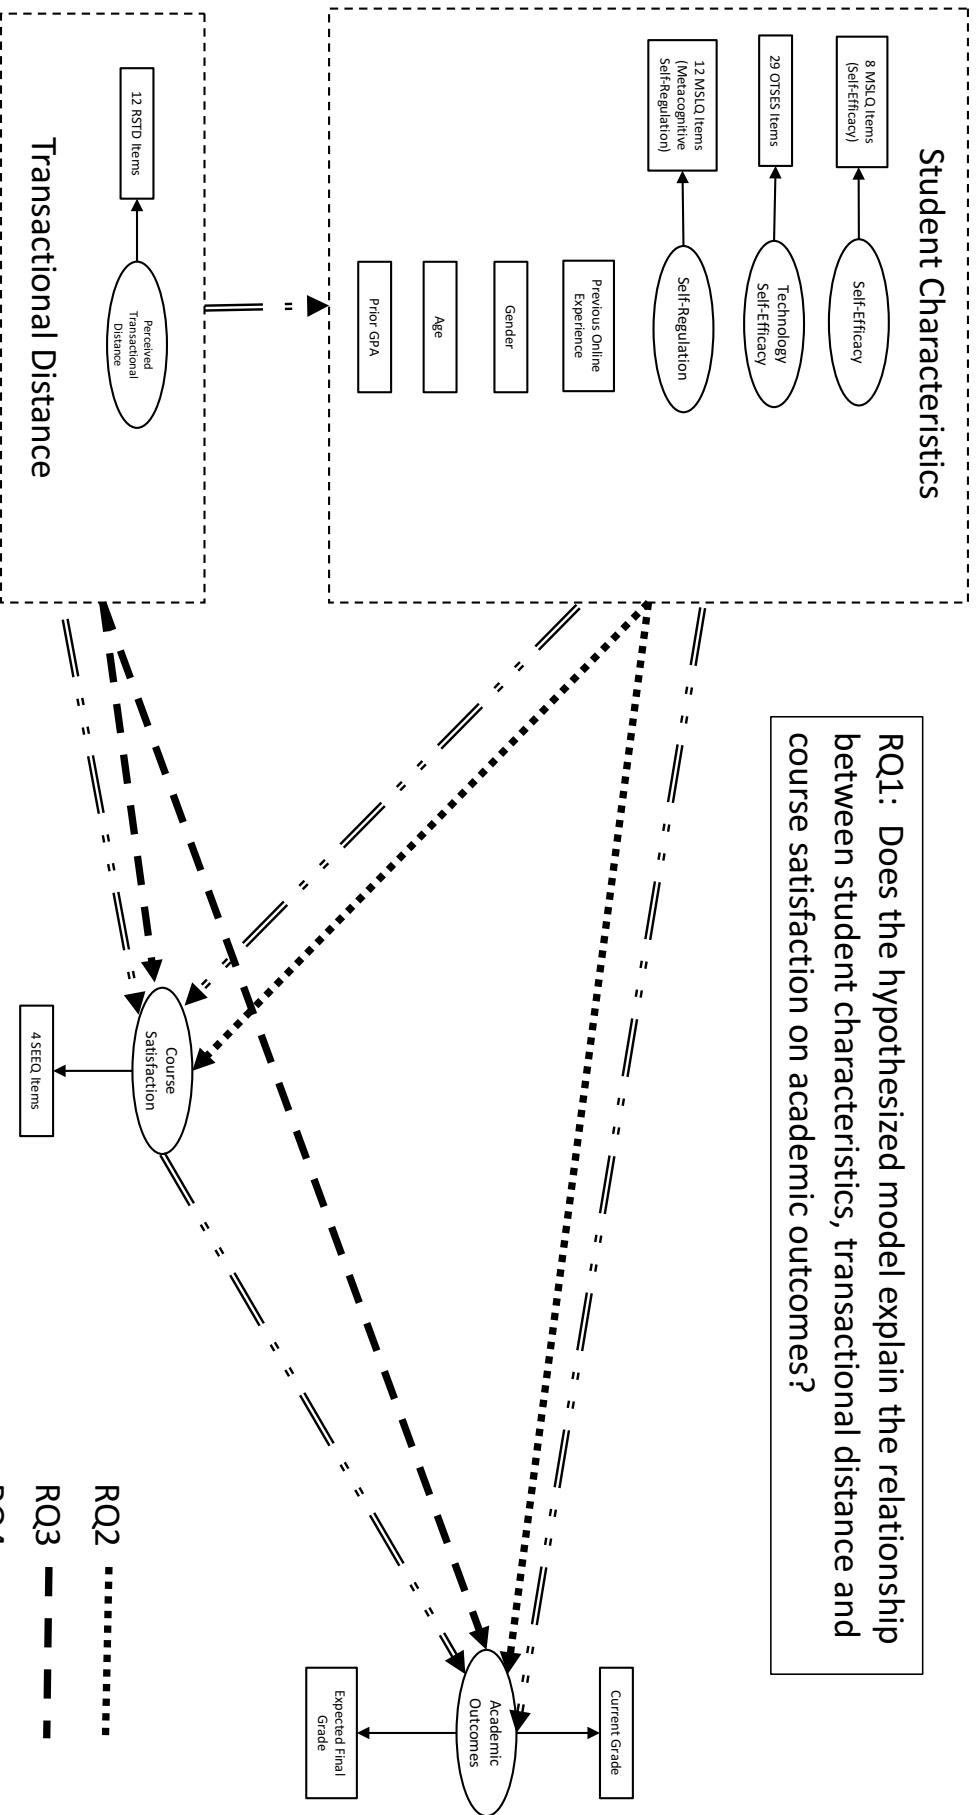 Student Characteristics
8 MSLQ Items
(Self-Efficacy)
Self-Efficacy
29 OTSES Items
Technology
Self-Efficacy
12 MSLQ Items
(Metacognitive
Self-Regulation)
Self-Regulation
Previous Online
Experience
Gender
Age
Prior GPA
12 RSTD Items
Perceived
Transactional
Distance
Transactional Distance
RQ1: Does the hypothesized model explain the relationship
between student characteristics, transactional distance and
course satisfaction on academic outcomes?
Course
Satisfaction
4 SEEQ Items
Current Grade
Academic
Outcomes
Expected Final
Grade
RQ2
RQ3